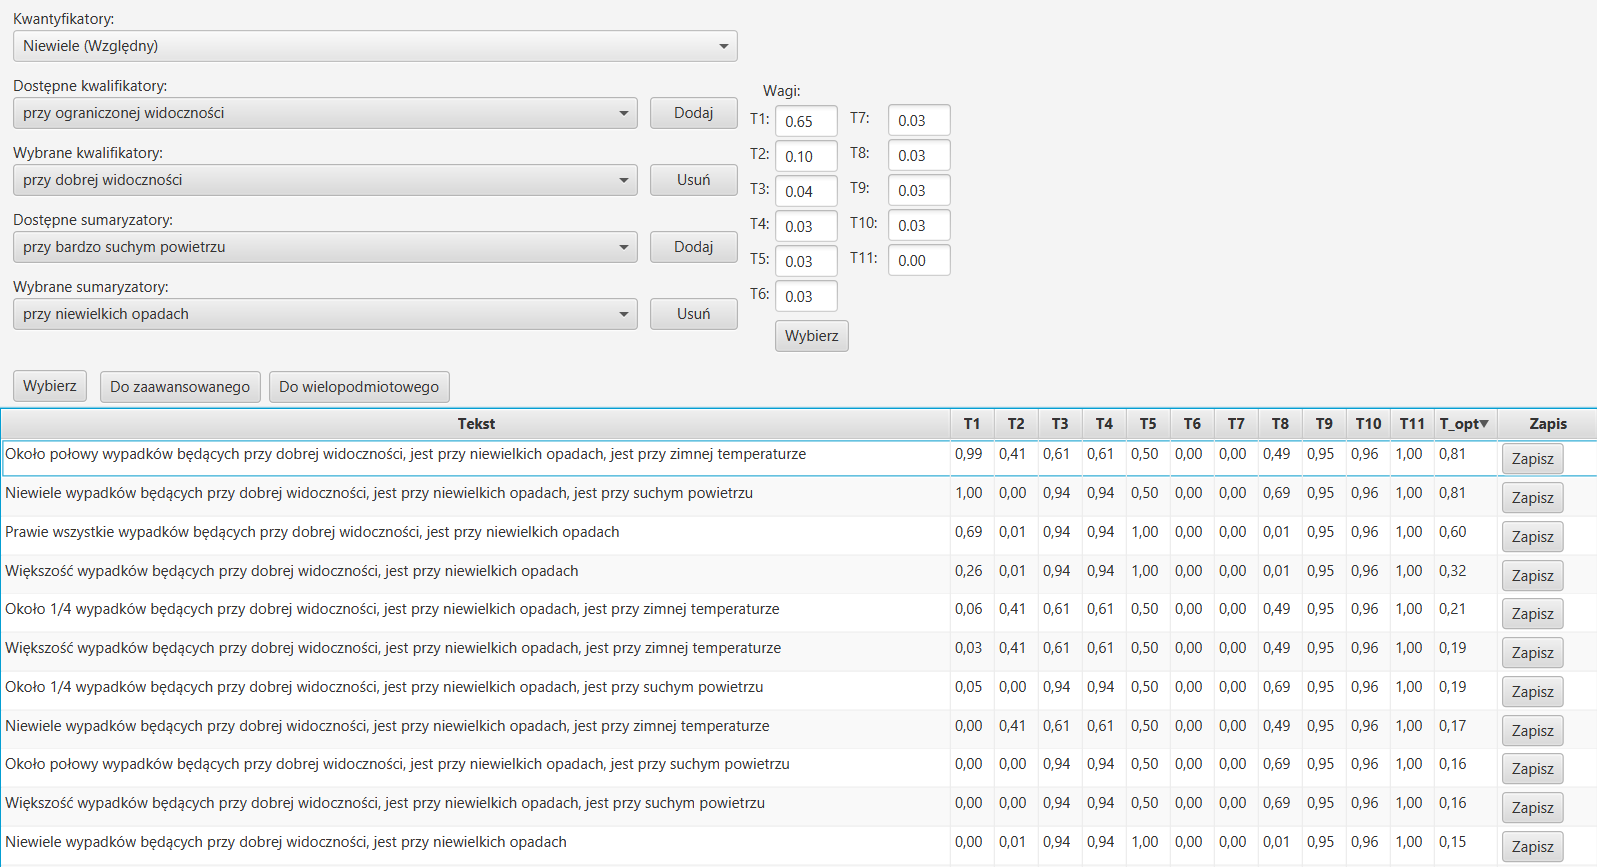 Kwantyfikatory:
Niewiele (Względny)
Dostępne kwalifikatory:
przy ograniczonej widoczności
Dodaj
Wybrane kwalifikatory:
przy dobrej widoczności
Usuń
Dostępne sumaryzatory:
przy bardzo suchym powietrzu
Dodaj
Wybrane sumaryzatory:
przy niewielkich opadach
Usuń
Wagi:
T1: 0.65 T7: 0.03
T2: 0.10 T8: 0.03
T3: 0.04 T9: 0.03
T4: 0.03 T10: 0.03
T5: 0.03 T11: 0.00
T6: 0.03
Wybierz
Wybierz Do zaawansowanego Do wielopodmiotowego
Tekst T1 T2 T3 T4 T5 T6 T7 T8 T9 T10 T11 T_opt Zapis
Około połowy wypadków będących przy dobrej widoczności, jest przy niewielkich opadach, jest przy zimnej temperaturze 0,99 0,41 0,61 0,61 0,50 0,00 0,00 0,49 0,95 0,96 1,00 0,81 Zapisz
Niewiele wypadków będących przy dobrej widoczności, jest przy niewielkich opadach, jest przy suchym powietrzu 1,00 0,00 0,94 0,94 0,50 0,00 0,00 0,69 0,95 0,96 1,00 0,81 Zapisz
Prawie wszystkie wypadków będących przy dobrej widoczności, jest przy niewielkich opadach 0,69 0,01 0,94 0,94 1,00 0,00 0,00 0,01 0,95 0,96 1,00 0,60 Zapisz
Większość wypadków będących przy dobrej widoczności, jest przy niewielkich opadach 0,26 0,01 0,94 0,94 1,00 0,00 0,00 0,01 0,95 0,96 1,00 0,32 Zapisz
Około 1/4 wypadków będących przy dobrej widoczności, jest przy niewielkich opadach, jest przy zimnej temperaturze 0,06 0,41 0,61 0,61 0,50 0,00 0,00 0,49 0,95 0,96 1,00 0,21 Zapisz
Większość wypadków będących przy dobrej widoczności, jest przy niewielkich opadach, jest przy zimnej temperaturze 0,03 0,41 0,61 0,61 0,50 0,00 0,00 0,49 0,95 0,96 1,00 0,19 Zapisz
Około 1/4 wypadków będących przy dobrej widoczności, jest przy niewielkich opadach, jest przy suchym powietrzu 0,05 0,00 0,94 0,94 0,50 0,00 0,00 0,69 0,95 0,96 1,00 0,19 Zapisz
Niewiele wypadków będących przy dobrej widoczności, jest przy niewielkich opadach, jest przy zimnej temperaturze 0,00 0,41 0,61 0,61 0,50 0,00 0,00 0,49 0,95 0,96 1,00 0,17 Zapisz
Około połowy wypadków będących przy dobrej widoczności, jest przy niewielkich opadach, jest przy suchym powietrzu 0,00 0,00 0,94 0,94 0,50 0,00 0,00 0,69 0,95 0,96 1,00 0,16 Zapisz
Większość wypadków będących przy dobrej widoczności, jest przy niewielkich opadach, jest przy suchym powietrzu 0,00 0,00 0,94 0,94 0,50 0,00 0,00 0,69 0,95 0,96 1,00 0,16 Zapisz
Niewiele wypadków będących przy dobrej widoczności, jest przy niewielkich opadach 0,00 0,01 0,94 0,94 1,00 0,00 0,00 0,01 0,95 0,96 1,00 0,15 Zapisz